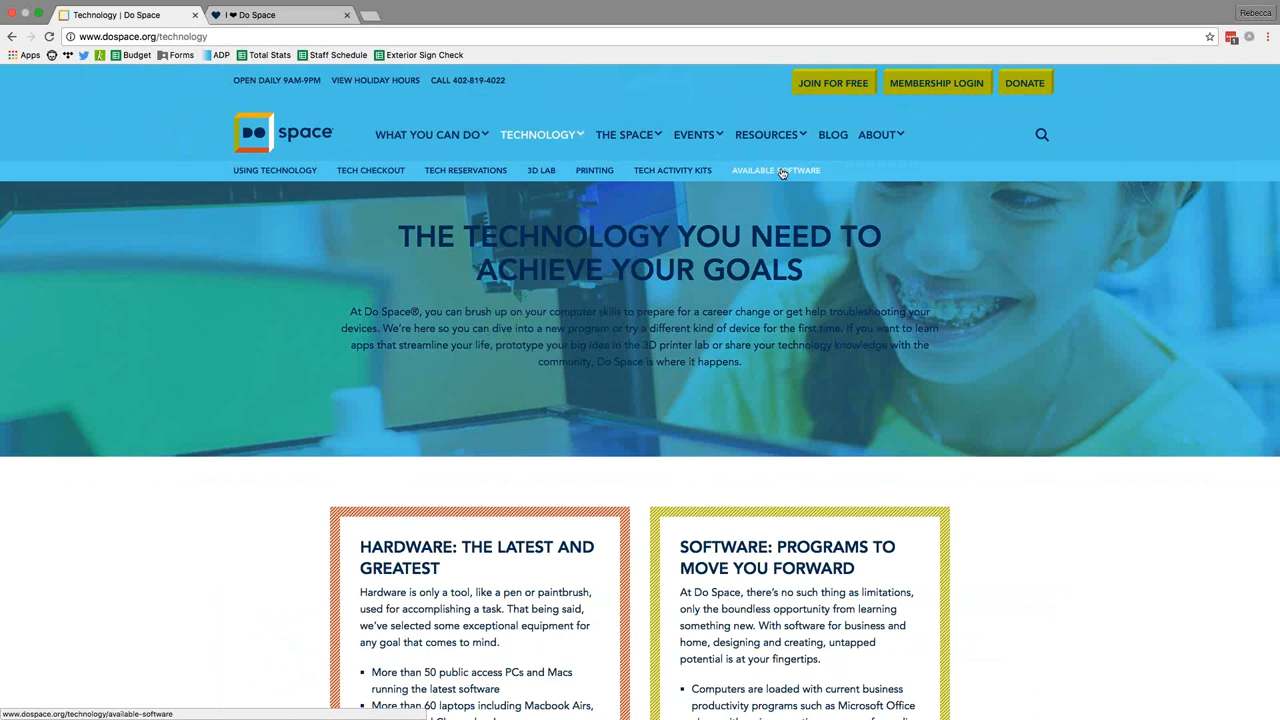 Technology | Do Space
I ❤ Do Space
Rebecca
www.dospace.org/technology
Apps
Budget
Forms
ADP
Total Stats
Staff Schedule
Exterior Sign Check
OPEN DAILY 9AM-9PM
VIEW HOLIDAY HOURS
CALL 402-819-4022
JOIN FOR FREE
MEMBERSHIP LOGIN
DONATE
DO space
WHAT YOU CAN DO
TECHNOLOGY
THE SPACE
EVENTS
RESOURCES
BLOG
ABOUT
USING TECHNOLOGY
TECH CHECKOUT
TECH RESERVATIONS
3D LAB
PRINTING
TECH ACTIVITY KITS
AVAILABLE SOFTWARE
THE TECHNOLOGY YOU NEED TO
ACHIEVE YOUR GOALS
At Do Space®, you can brush up on your computer skills to prepare for a career change or get help troubleshooting your
devices. We're here so you can dive into a new program or try a different kind of device for the first time. If you want to learn
apps that streamline your life, prototype your big idea in the 3D printer lab or share your technology knowledge with the
community, Do Space is where it happens.
HARDWARE: THE LATEST AND
GREATEST
Hardware is only a tool, like a pen or paintbrush,
used for accomplishing a task. That being said,
we've selected some exceptional equipment for
any goal that comes to mind.
▪ More than 50 public access PCs and Macs
running the latest software
▪ More than 60 laptops including Macbook Airs,
SOFTWARE: PROGRAMS TO
MOVE YOU FORWARD
At Do Space, there's no such thing as limitations,
only the boundless opportunity from learning
something new. With software for business and
home, designing and creating, untapped
potential is at your fingertips.
▪ Computers are loaded with current business
productivity programs such as Microsoft Office
www.dospace.org/technology/available-software